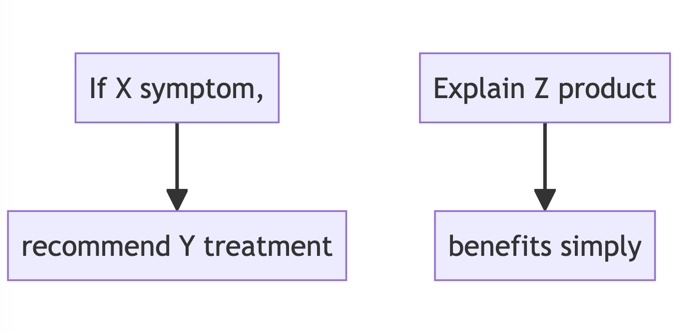 If X symptom,
recommend Y treatment
Explain Z product
benefits simply